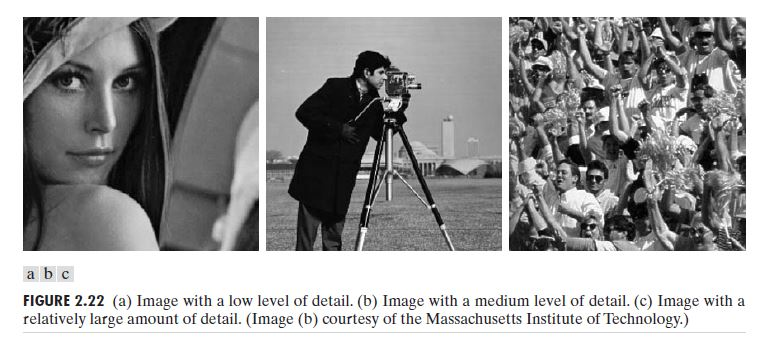 a b c
FIGURE 2.22 (a) Image with a low level of detail. (b) Image with a medium level of detail. (c) Image with a
relatively large amount of detail. (Image (b) courtesy of the Massachusetts Institute of Technology.)